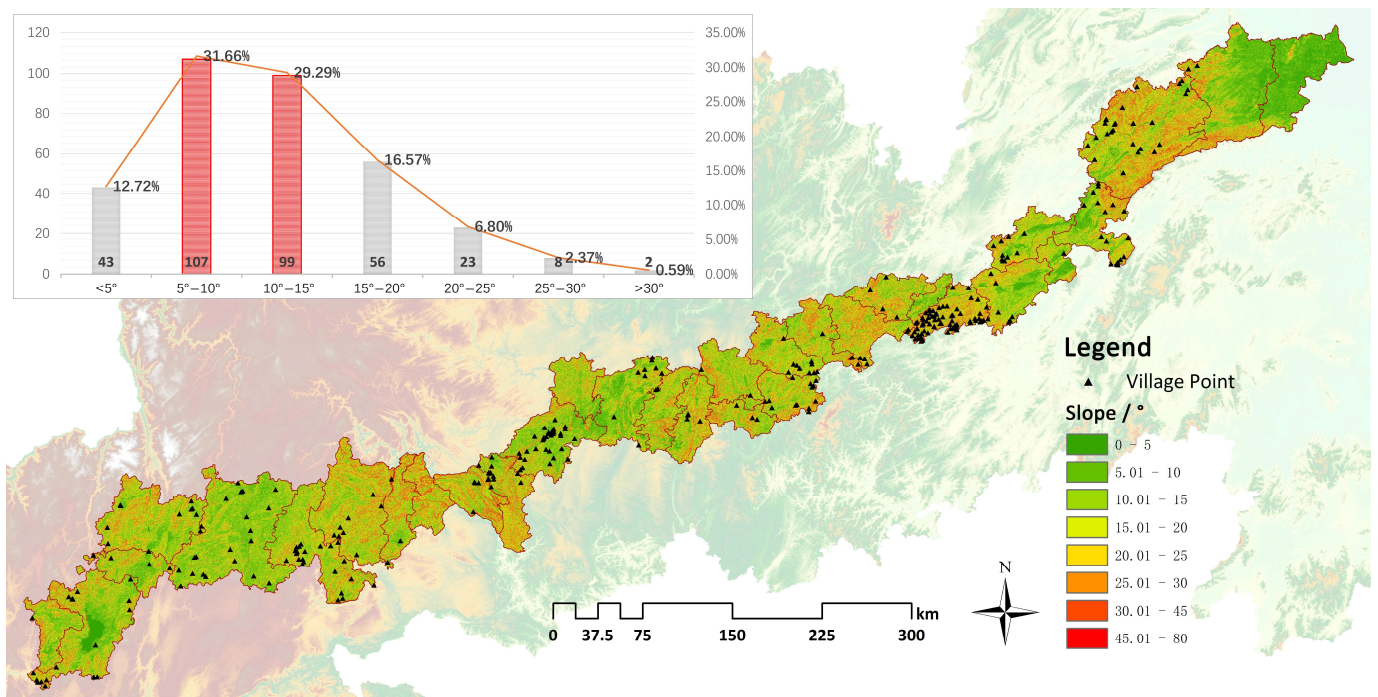 120
100
80
60
40
20
0
35.00%
30.00%
25.00%
20.00%
15.00%
10.00%
5.00%
0.00%
12.72%
31.66%
29.29%
16.57%
6.80%
2.37%
0.59%
43
107
99
56
23
8
2
<5°
5°—10°
10°—15°
15°—20°
20°—25°
25°—30°
>30°
Legend
Village Point
Slope / °
0 - 5
5.01 - 10
10.01 - 15
15.01 - 20
20.01 - 25
25.01 - 30
30.01 - 45
45.01 - 80
N
km
0 37.5 75 150 225 300